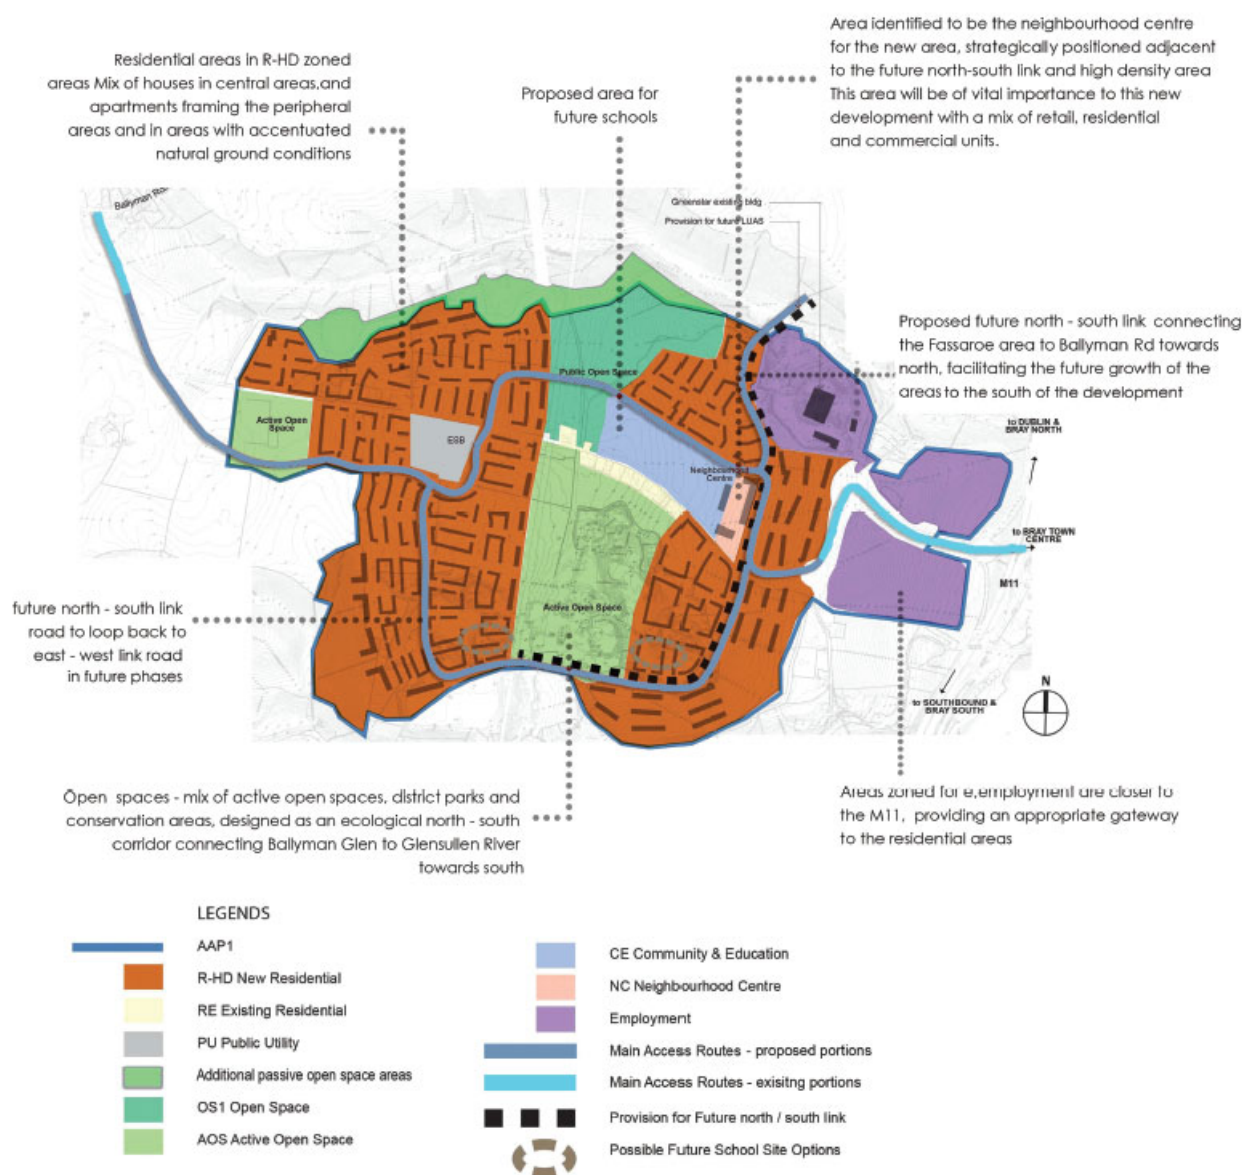 Residential areas in R-HD zoned
areas Mix of houses in central areas,and
apartments framing the peripheral
areas and in areas with accentuated
natural ground conditions
Proposed area for
future schools
Area identified to be the neighbourhood centre
for the new area, strategically positioned adjacent
to the future north-south link and high density area
This area will be of vital importance to this new
development with a mix of retail, residential
and commercial units.
Ballyman
Greenstar existing bldg
Provision for future LUAS
Proposed future north - south link connecting
the Fassaroe area to Ballyman Rd towards
north, facilitating the future growth of the
areas to the south of the development
Public Open Space
Active Open
Space
ESB
Neighbourhood
Centre
to DUBLIN &
BRAY NORTH
to BRAY TOWN
CENTRE
M11
Active Open Space
to SOUTHBOUND &
BRAY SOUTH
N
future north - south link
road to loop back to
east - west link road
in future phases
Open spaces - mix of active open spaces, district parks and
conservation areas, designed as an ecological north - south
corridor connecting Ballyman Glen to Glensullen River
towards south
Areas zoned for e,employment are closer to
the M11, providing an appropriate gateway
to the residential areas
LEGENDS
AAP1
R-HD New Residential
RE Existing Residential
PU Public Utility
Additional passive open space areas
OS1 Open Space
AOS Active Open Space
CE Community & Education
NC Neighbourhood Centre
Employment
Main Access Routes - proposed portions
Main Access Routes - exisitng portions
Provision for Future north / south link
Possible Future School Site Options